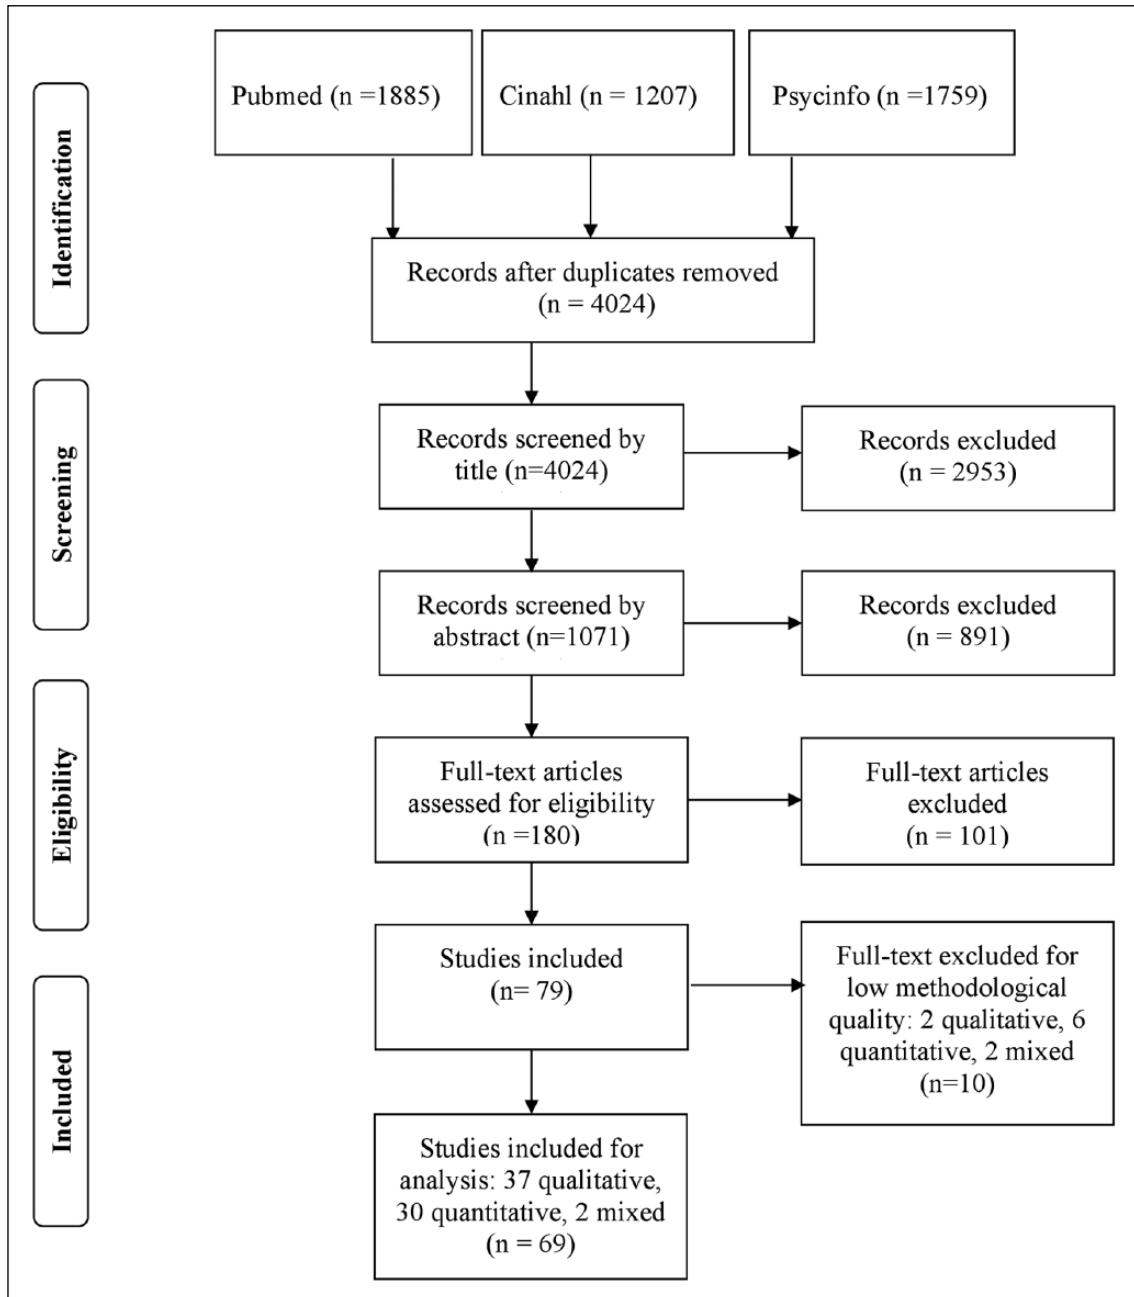 Identification
Pubmed (n =1885)
Cinahl (n = 1207)
Psycinfo (n =1759)
Records after duplicates removed
(n = 4024)
Screening
Records screened by
title (n=4024)
Records excluded
(n = 2953)
Records screened by
abstract (n=1071)
Records excluded
(n = 891)
Eligibility
Full-text articles
assessed for eligibility
(n =180)
Full-text articles
excluded
(n = 101)
Included
Studies included
(n= 79)
Full-text excluded for
low methodological
quality: 2 qualitative, 6
quantitative, 2 mixed
(n=10)
Studies included for
analysis: 37 qualitative,
30 quantitative, 2 mixed
(n = 69)